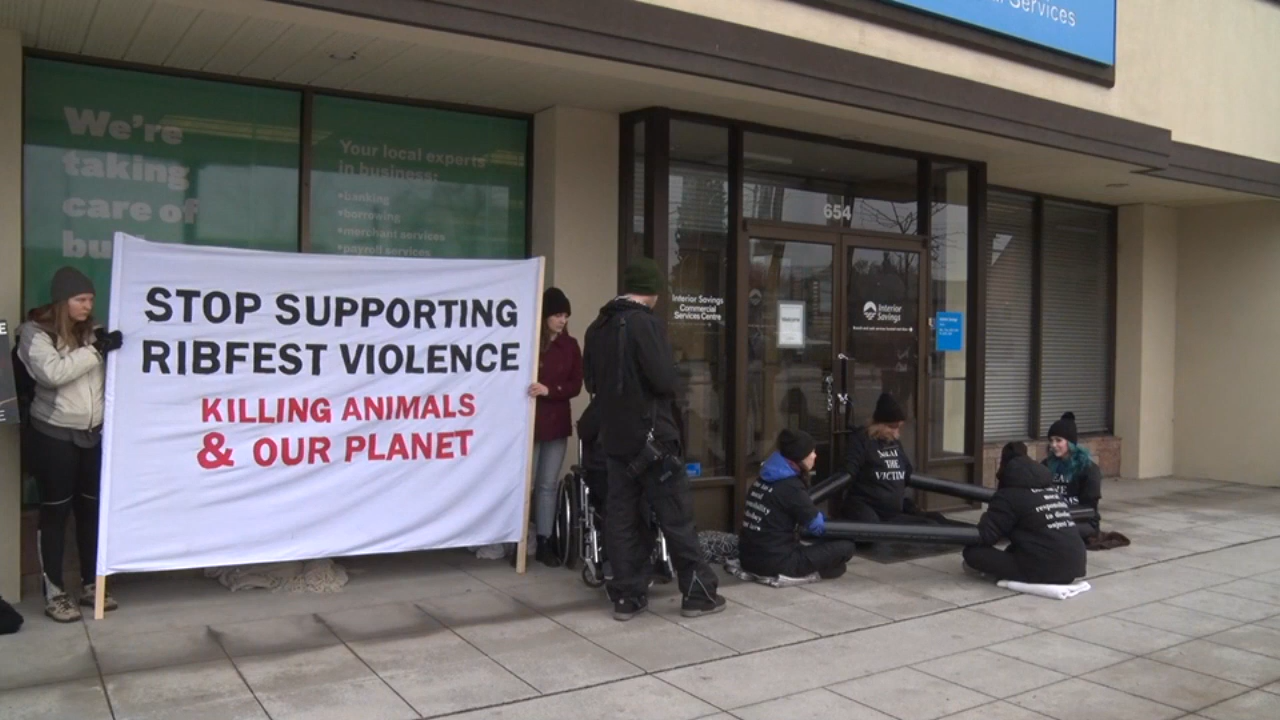 Services
We're
taking
care of
bu
Your local experts
in business:
•banking
•borrowing
•merchant services
•payroll services
STOP SUPPORTING
RIBFEST VIOLENCE
KILLING ANIMALS
& OUR PLANET
654
Interior Savings
Commercial
Services Centre
Interior
Savings
THE
VICTIM